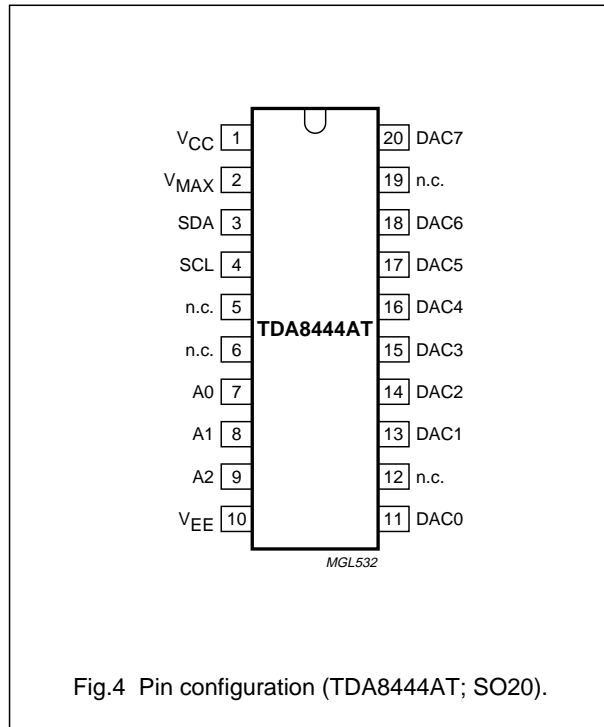 VCC 1 20 DAC7
VMAX 2 19 n.c.
SDA 3 18 DAC6
SCL 4 17 DAC5
n.c. 5 16 DAC4
TDA8444AT
n.c. 6 15 DAC3
A0 7 14 DAC2
A1 8 13 DAC1
A2 9 12 n.c.
VEE 10 11 DAC0
MGL532
Fig.4 Pin configuration (TDA8444AT; SO20).